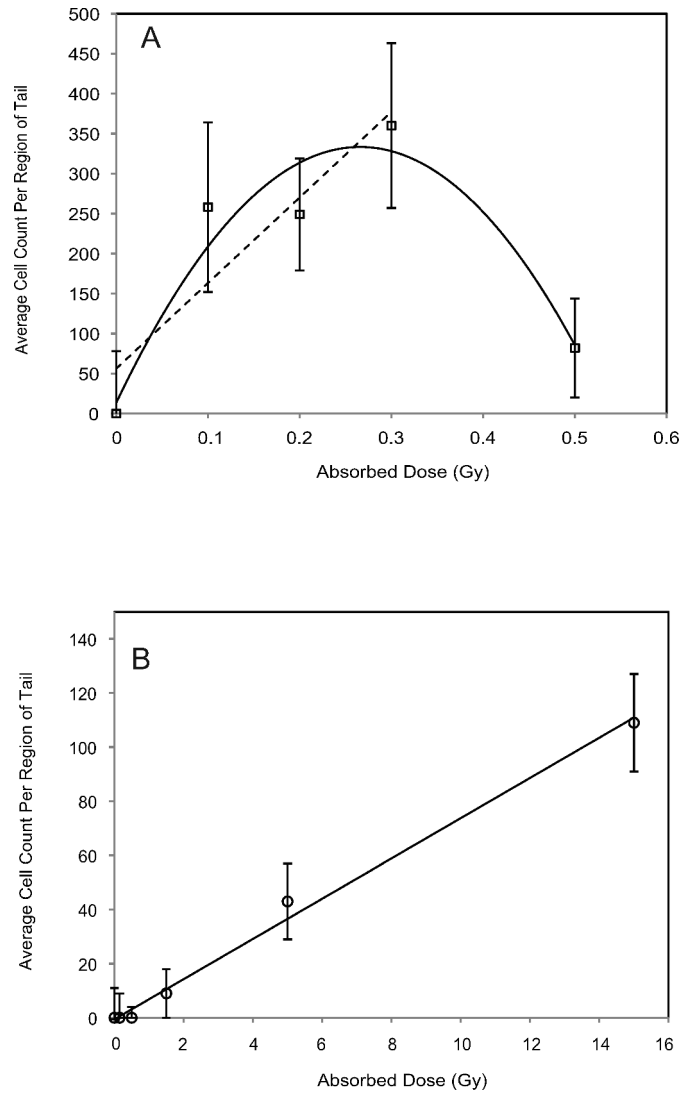 A
Average Cell Count Per Region of Tail
500
450
400
350
300
250
200
150
100
50
0
0 0.1 0.2 0.3 0.4 0.5 0.6
Absorbed Dose (Gy)
B
Average Cell Count Per Region of Tail
140
120
100
80
60
40
20
0
0 2 4 6 8 10 12 14 16
Absorbed Dose (Gy)